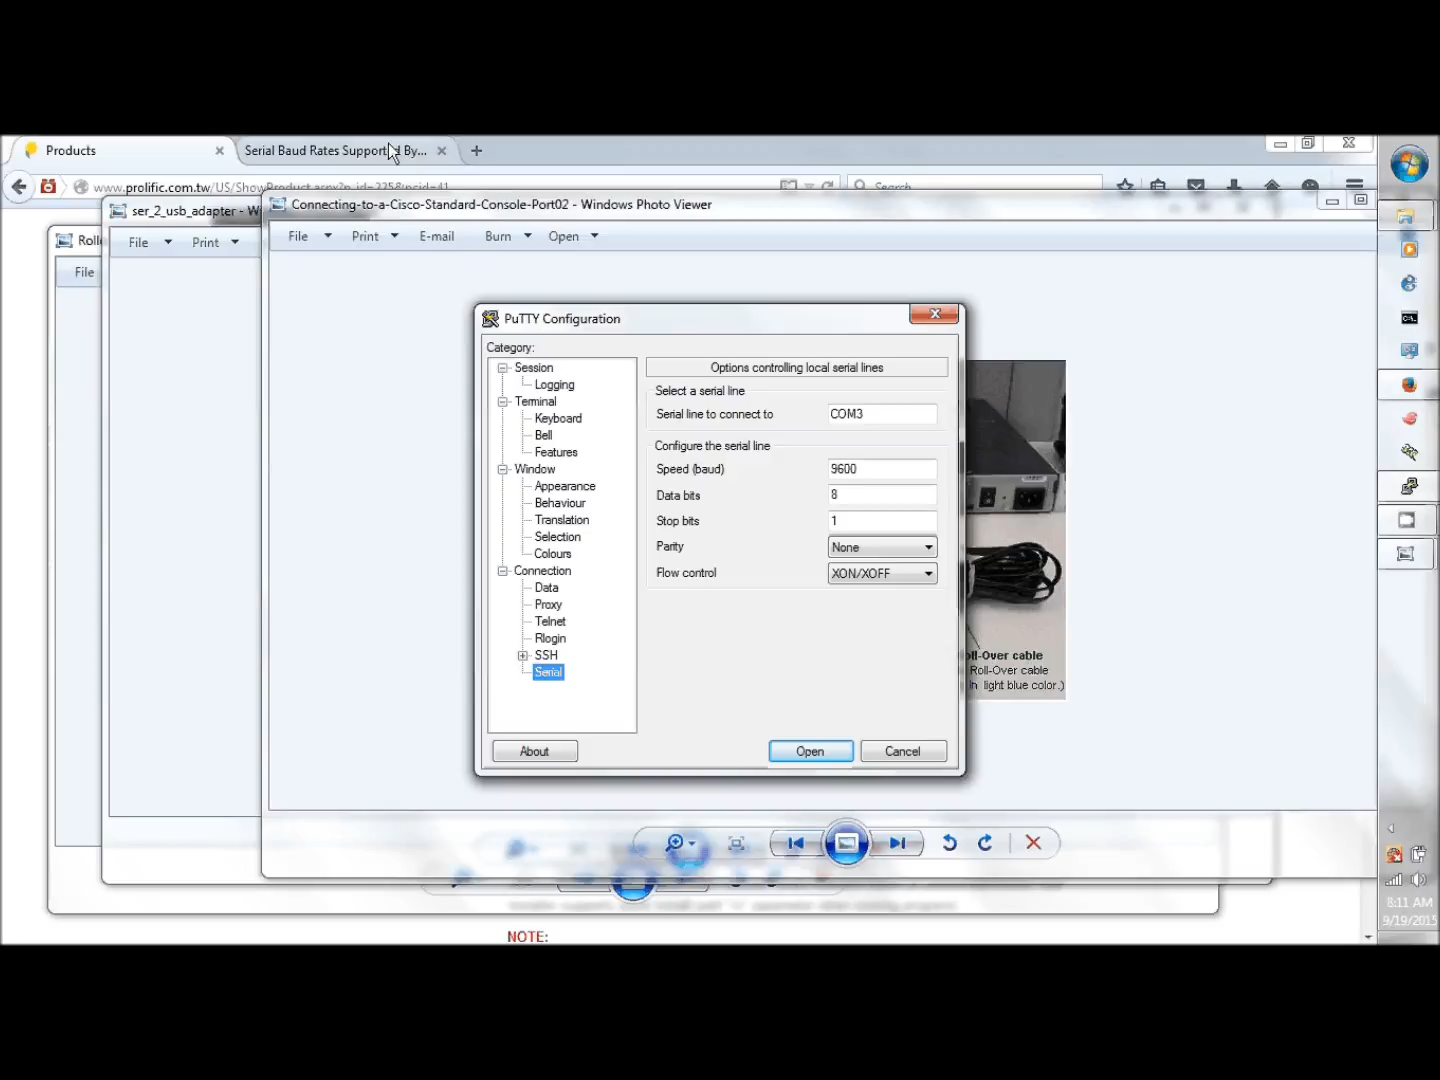 Products
Serial Baud Rates Supported By...
www.prolific.com.tw/US/ShowProduct.aspx?p_id=225&pcid=41
Search
ser_2_usb_adapter - W
Connecting-to-a-Cisco-Standard-Console-Port02 - Windows Photo Viewer
Roll
File Print
File Print E-mail Burn Open
File
PuTTY Configuration
Category:
Session
Logging
Terminal
Keyboard
Bell
Features
Window
Appearance
Behaviour
Translation
Selection
Colours
Connection
Data
Proxy
Telnet
Rlogin
SSH
Serial
Options controlling local serial lines
Select a serial line
Serial line to connect to COM3
Configure the serial line
Speed (baud) 9600
Data bits 8
Stop bits 1
Parity None
Flow control XON/XOFF
About Open Cancel
oll-Over cable
Roll-Over cable
in light blue color.)
NOTE:
8:11 AM
9/19/2015